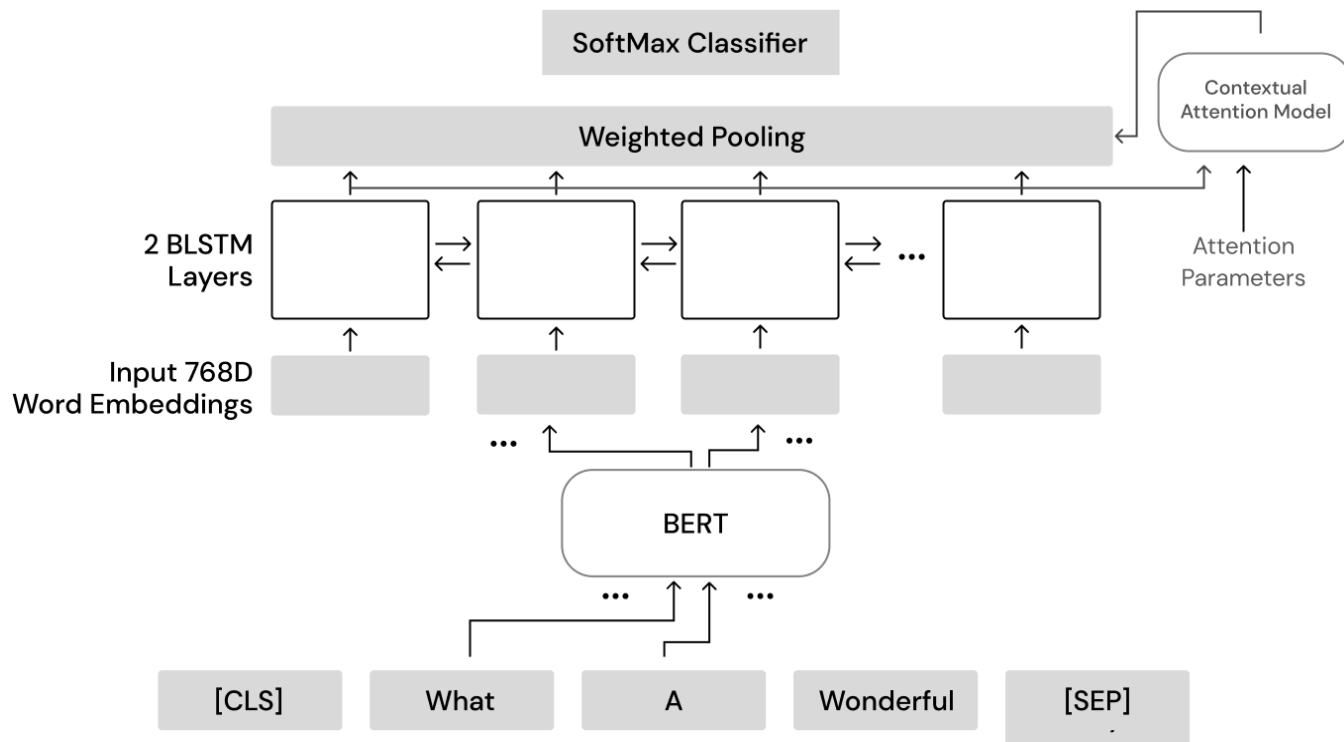 SoftMax Classifier
Contextual
Attention Model
Weighted Pooling
2 BLSTM
Layers
...
Attention
Parameters
Input 768D
Word Embeddings
...
...
BERT
...
...
[CLS]
What
A
Wonderful
[SEP]